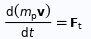 d(mₚv)/dt = Fₜ